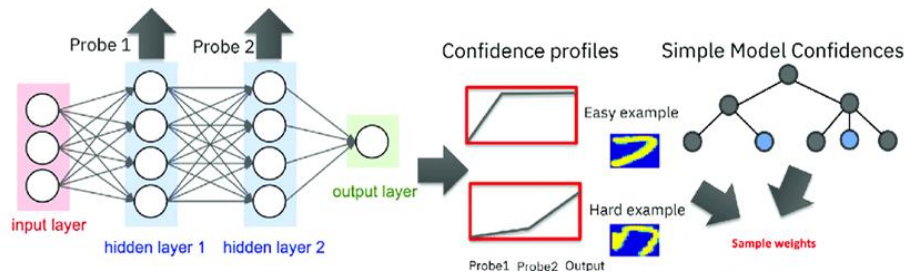 Probe 1
Probe 2
input layer
hidden layer 1
hidden layer 2
output layer
Confidence profiles
Easy example
Hard example
Probe1 Probe2 Output
Simple Model Confidences
Sample weights